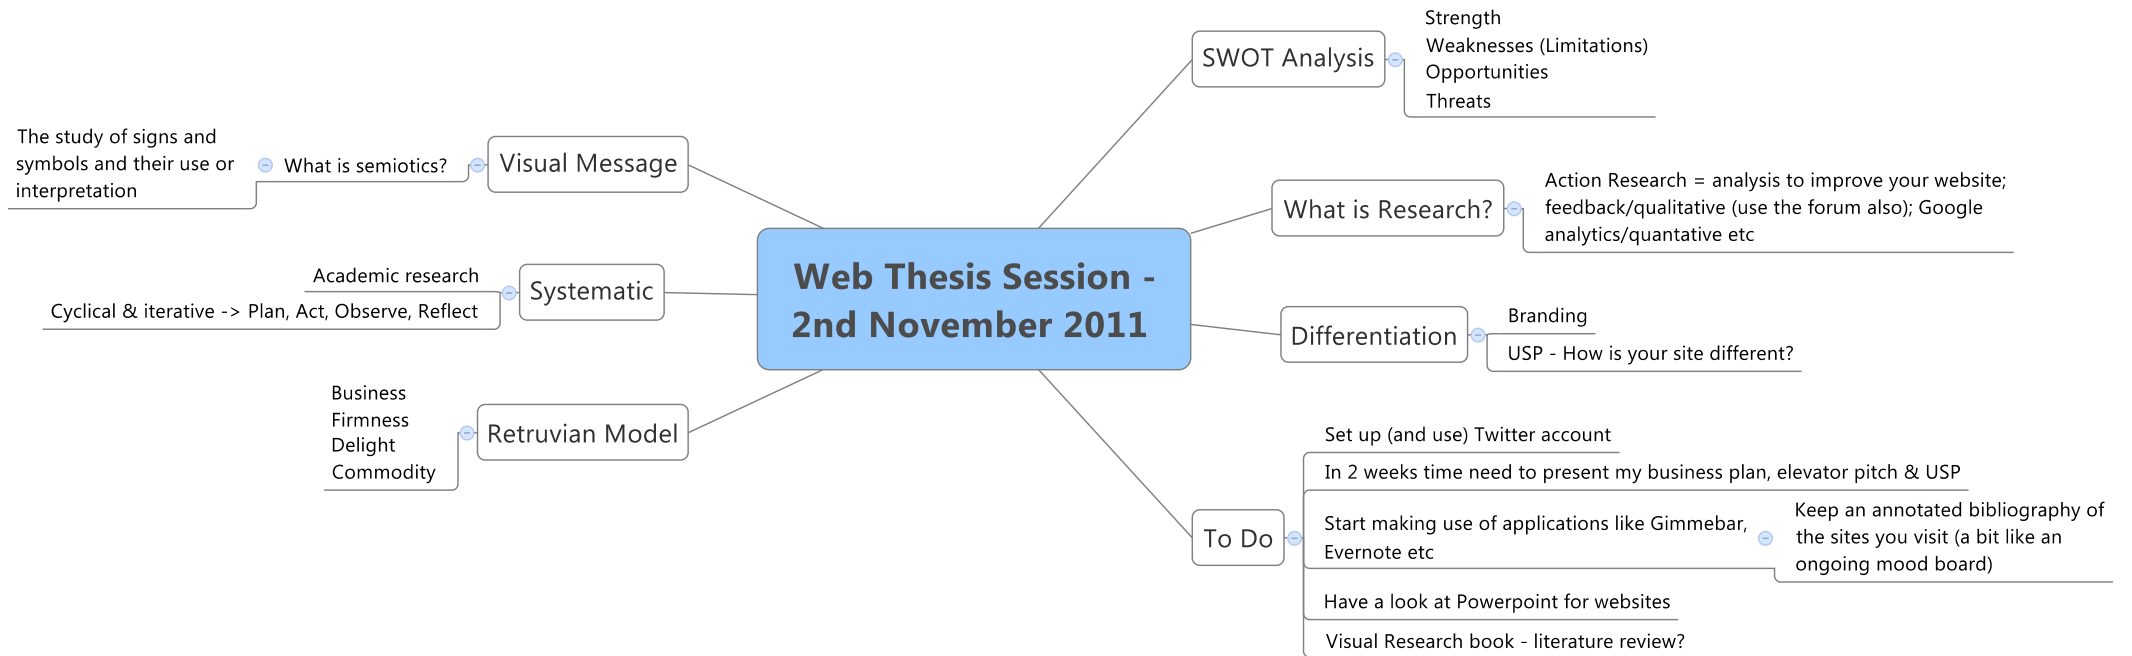 Web Thesis Session -
2nd November 2011
SWOT Analysis
Strength
Weaknesses (Limitations)
Opportunities
Threats
What is Research?
Action Research = analysis to improve your website;
feedback/qualitative (use the forum also); Google
analytics/quantative etc
Differentiation
Branding
USP - How is your site different?
To Do
Set up (and use) Twitter account
In 2 weeks time need to present my business plan, elevator pitch & USP
Start making use of applications like Gimmebar,
Evernote etc
Keep an annotated bibliography of
the sites you visit (a bit like an
ongoing mood board)
Have a look at Powerpoint for websites
Visual Research book - literature review?
Visual Message
What is semiotics?
The study of signs and
symbols and their use or
interpretation
Systematic
Academic research
Cyclical & iterative -> Plan, Act, Observe, Reflect
Retruvian Model
Business
Firmness
Delight
Commodity